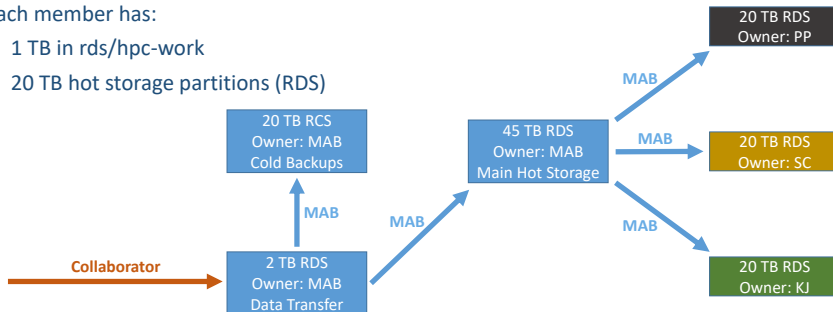 ach member has:
1 TB in rds/hpc-work
20 TB hot storage partitions (RDS)
20 TB RDS
Owner: PP
MAB
20 TB RCS
Owner: MAB
Cold Backups
45 TB RDS
Owner: MAB
Main Hot Storage
MAB
20 TB RDS
Owner: SC
MAB
MAB
MAB
Collaborator
2 TB RDS
Owner: MAB
Data Transfer
20 TB RDS
Owner: KJ